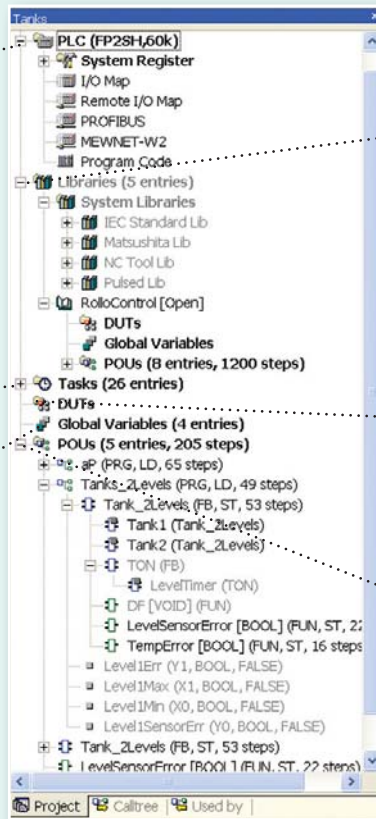 Tanks
PLC (FP2SH,60k)
System Register
I/O Map
Remote I/O Map
PROFIBUS
MEWNET-W2
Program Code
Libraries (5 entries)
System Libraries
IEC Standard Lib
Matsushita Lib
NC Tool Lib
Pulsed Lib
RolloControl [Open]
DUTs
Global Variables
POUs (8 entries, 1200 steps)
Tasks (26 entries)
DUTs
Global Variables (4 entries)
POUs (5 entries, 205 steps)
aP (PRG, LD, 65 steps)
Tanks_2Levels (PRG, LD, 49 steps)
Tank_2Levels (FB, ST, 53 steps)
Tank1 (Tank_2Levels)
Tank2 (Tank_2Levels)
TON (FB)
LevelTimer (TON)
DF [VOID] (FUN)
LevelSensorError [BOOL] (FUN, ST, 22
TempError [BOOL] (FUN, ST, 16 steps
Level1Err (Y1, BOOL, FALSE)
Level1Max (X1, BOOL, FALSE)
Level1Min (X0, BOOL, FALSE)
Level1SensorErr (Y0, BOOL, FALSE)
Tank_2Levels (FB, ST, 53 steps)
LevelSensorError [BOOL] (FUN, ST, 22 steps)
Project Calltree Used by